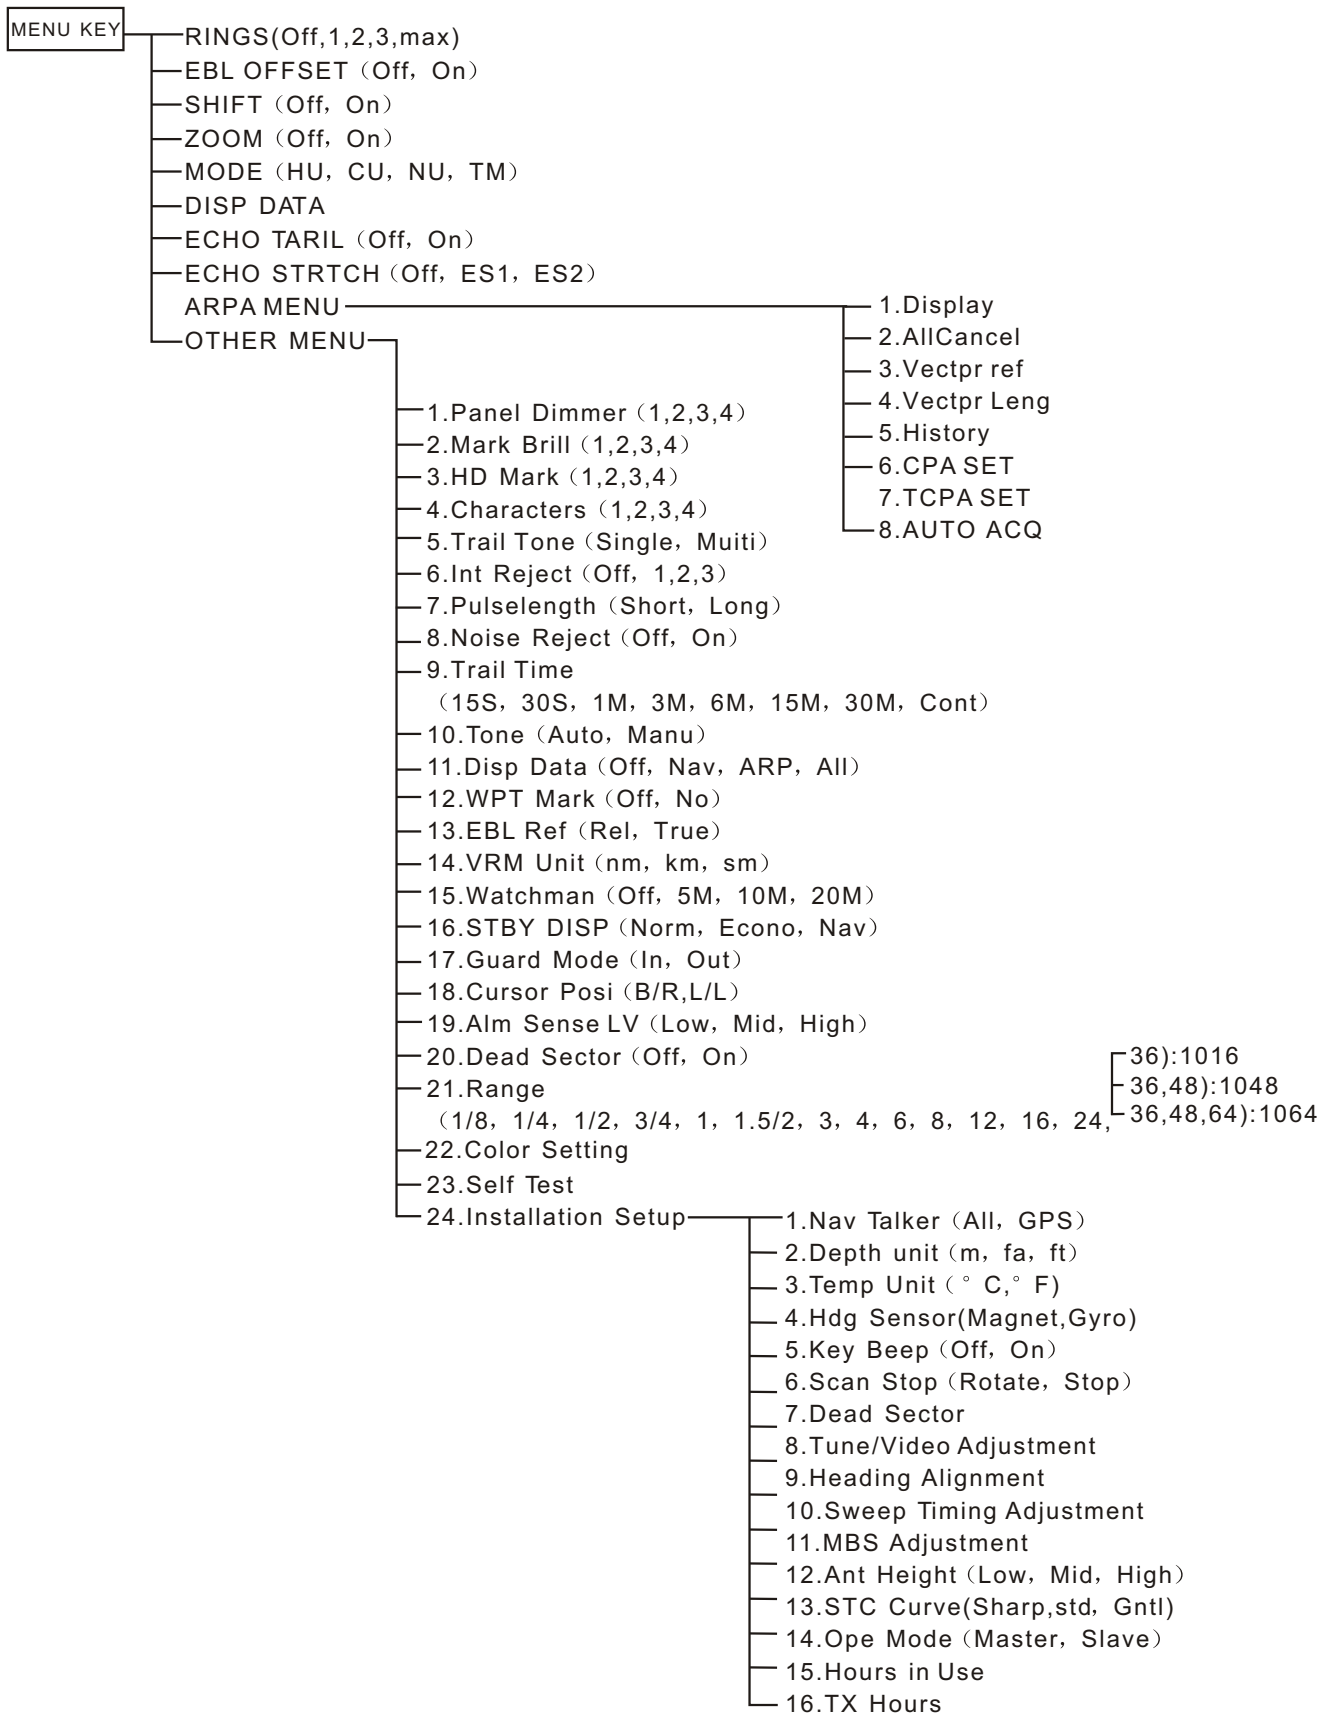 MENU KEY
RINGS(Off,1,2,3,max)
EBL OFFSET（Off，On）
SHIFT（Off，On）
ZOOM（Off，On）
MODE（HU，CU，NU，TM）
DISP DATA
ECHO TARIL（Off，On）
ECHO STRTCH（Off，ES1，ES2）
ARPA MENU
OTHER MENU
1.Display
2.AllCancel
3.Vectpr ref
4.Vectpr Leng
5.History
6.CPA SET
7.TCPA SET
8.AUTO ACQ
1.Panel Dimmer（1,2,3,4）
2.Mark Brill（1,2,3,4）
3.HD Mark（1,2,3,4）
4.Characters（1,2,3,4）
5.Trail Tone（Single，Muiti）
6.Int Reject（Off，1,2,3）
7.Pulselength（Short，Long）
8.Noise Reject（Off，On）
9.Trail Time
（15S，30S，1M，3M，6M，15M，30M，Cont）
10.Tone（Auto，Manu）
11.Disp Data（Off，Nav，ARP，All）
12.WPT Mark（Off，No）
13.EBL Ref（Rel，True）
14.VRM Unit（nm，km，sm）
15.Watchman（Off，5M，10M，20M）
16.STBY DISP（Norm，Econo，Nav）
17.Guard Mode（In，Out）
18.Cursor Posi（B/R,L/L）
19.Alm Sense LV（Low，Mid，High）
20.Dead Sector（Off，On）
21.Range
（1/8，1/4，1/2，3/4，1，1.5/2，3，4，6，8，12，16，24,
36):1016
36,48):1048
36,48,64):1064
22.Color Setting
23.Self Test
24.Installation Setup
1.Nav Talker（All，GPS）
2.Depth unit（m，fa，ft）
3.Temp Unit（° C,° F)
4.Hdg Sensor(Magnet,Gyro)
5.Key Beep（Off，On）
6.Scan Stop（Rotate，Stop）
7.Dead Sector
8.Tune/Video Adjustment
9.Heading Alignment
10.Sweep Timing Adjustment
11.MBS Adjustment
12.Ant Height（Low，Mid，High）
13.STC Curve(Sharp,std，Gntl)
14.Ope Mode（Master，Slave）
15.Hours in Use
16.TX Hours